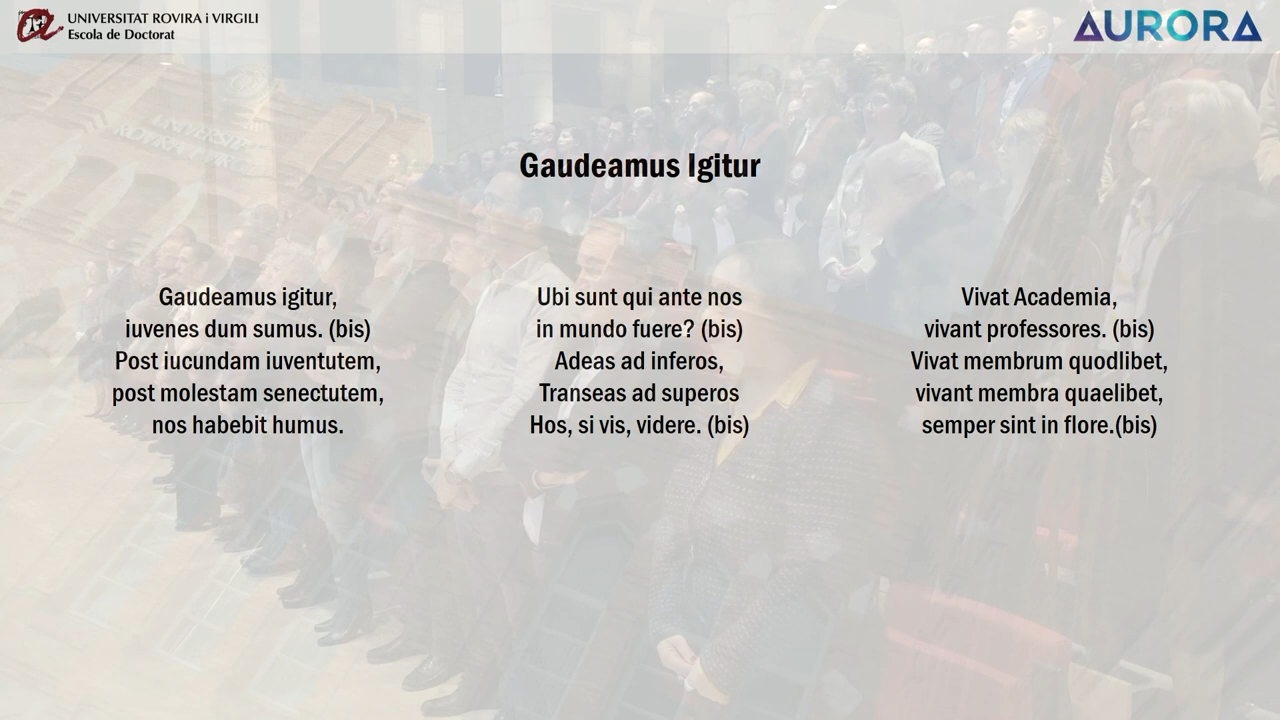 UNIVERSITAT ROVIRA i VIRGILI
Escola de Doctorat
AURORA
Gaudeamus Igitur
Gaudeamus igitur,
iuvenes dum sumus. (bis)
Post iucundam iuventutem,
post molestam senectutem,
nos habebit humus.
Ubi sunt qui ante nos
in mundo fuere? (bis)
Adeas ad inferos,
Transeas ad superos
Hos, si vis, videre. (bis)
Vivat Academia,
vivant professores. (bis)
Vivat membrum quodlibet,
vivant membra quaelibet,
semper sint in flore.(bis)